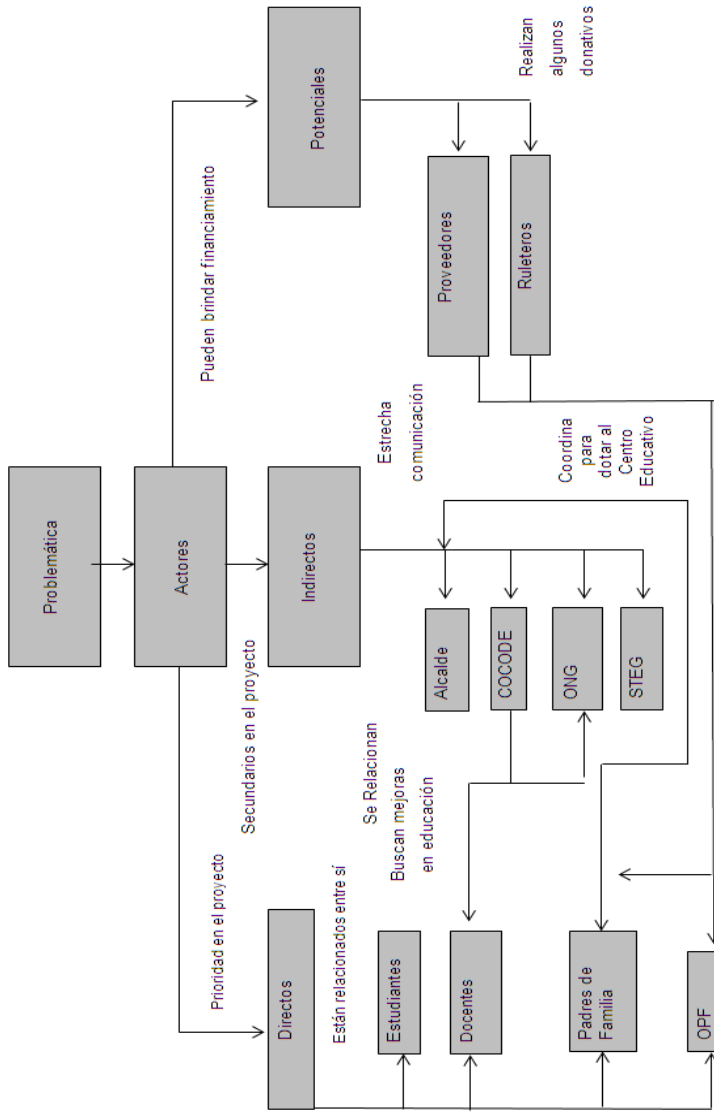 Problemática
Actores
Prioridad en el proyecto
Secundarios en el proyecto
Pueden brindar financiamiento
Directos
Indirectos
Potenciales
Están relacionados entre sí
Se Relacionan
Buscan mejoras
en educación
Estrecha
comunicación
Realizan
algunos
donativos
Estudiantes
Docentes
Padres de
Familia
OPF
Alcalde
COCODE
ONG
STEG
Proveedores
Ruleteros
Coordina
para
dotar al
Centro
Educativo